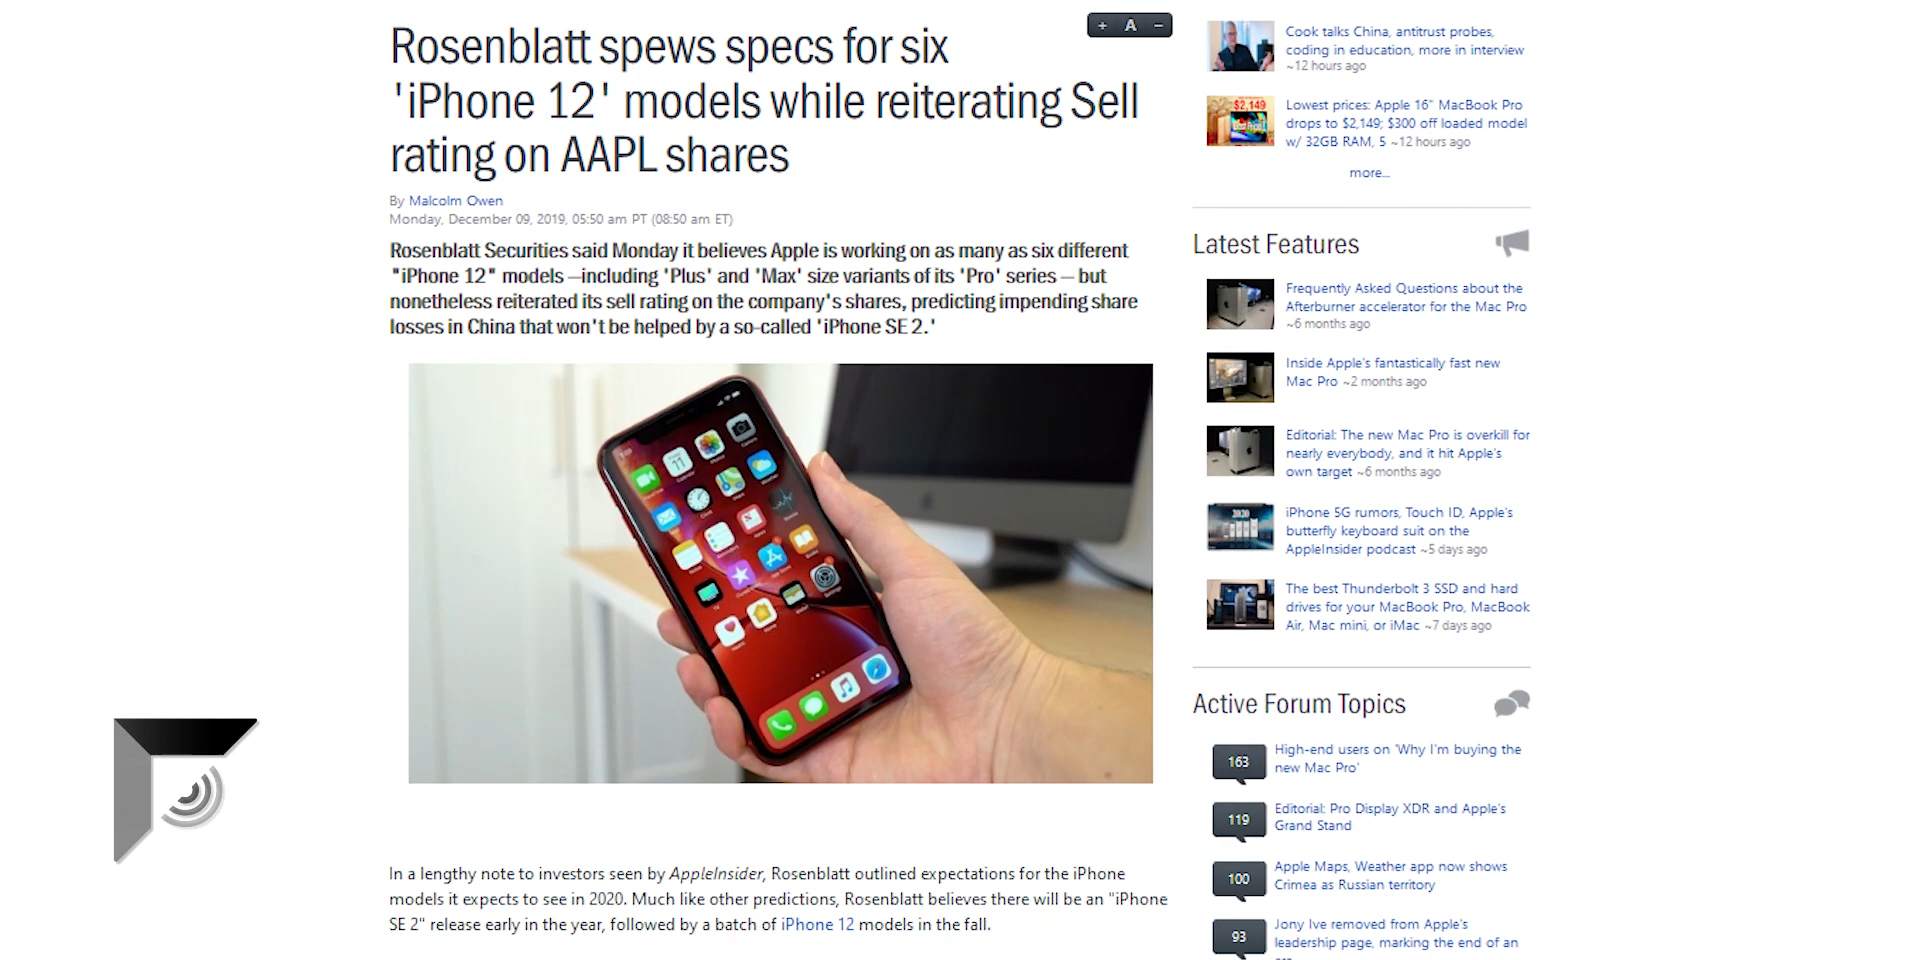 + A −
Rosenblatt spews specs for six
'iPhone 12' models while reiterating Sell
rating on AAPL shares
By Malcolm Owen
Monday, December 09, 2019, 05:50 am PT (08:50 am ET)
Rosenblatt Securities said Monday it believes Apple is working on as many as six different
"iPhone 12" models —including 'Plus' and 'Max' size variants of its 'Pro' series — but
nonetheless reiterated its sell rating on the company's shares, predicting impending share
losses in China that won't be helped by a so-called 'iPhone SE 2.'
11
In a lengthy note to investors seen by AppleInsider, Rosenblatt outlined expectations for the iPhone
models it expects to see in 2020. Much like other predictions, Rosenblatt believes there will be an "iPhone
SE 2" release early in the year, followed by a batch of iPhone 12 models in the fall.
Cook talks China, antitrust probes,
coding in education, more in interview
~12 hours ago
$2,149
Lowest prices: Apple 16" MacBook Pro
drops to $2,149; $300 off loaded model
w/ 32GB RAM, 5 ~12 hours ago
more...
Latest Features
Frequently Asked Questions about the
Afterburner accelerator for the Mac Pro
~6 months ago
Inside Apple's fantastically fast new
Mac Pro ~2 months ago
Editorial: The new Mac Pro is overkill for
nearly everybody, and it hit Apple's
own target ~6 months ago
iPhone 5G rumors, Touch ID, Apple's
butterfly keyboard suit on the
AppleInsider podcast ~5 days ago
The best Thunderbolt 3 SSD and hard
drives for your MacBook Pro, MacBook
Air, Mac mini, or iMac ~7 days ago
Active Forum Topics
163
High-end users on 'Why I'm buying the
new Mac Pro'
119
Editorial: Pro Display XDR and Apple's
Grand Stand
100
Apple Maps, Weather app now shows
Crimea as Russian territory
93
Jony Ive removed from Apple's
leadership page, marking the end of an